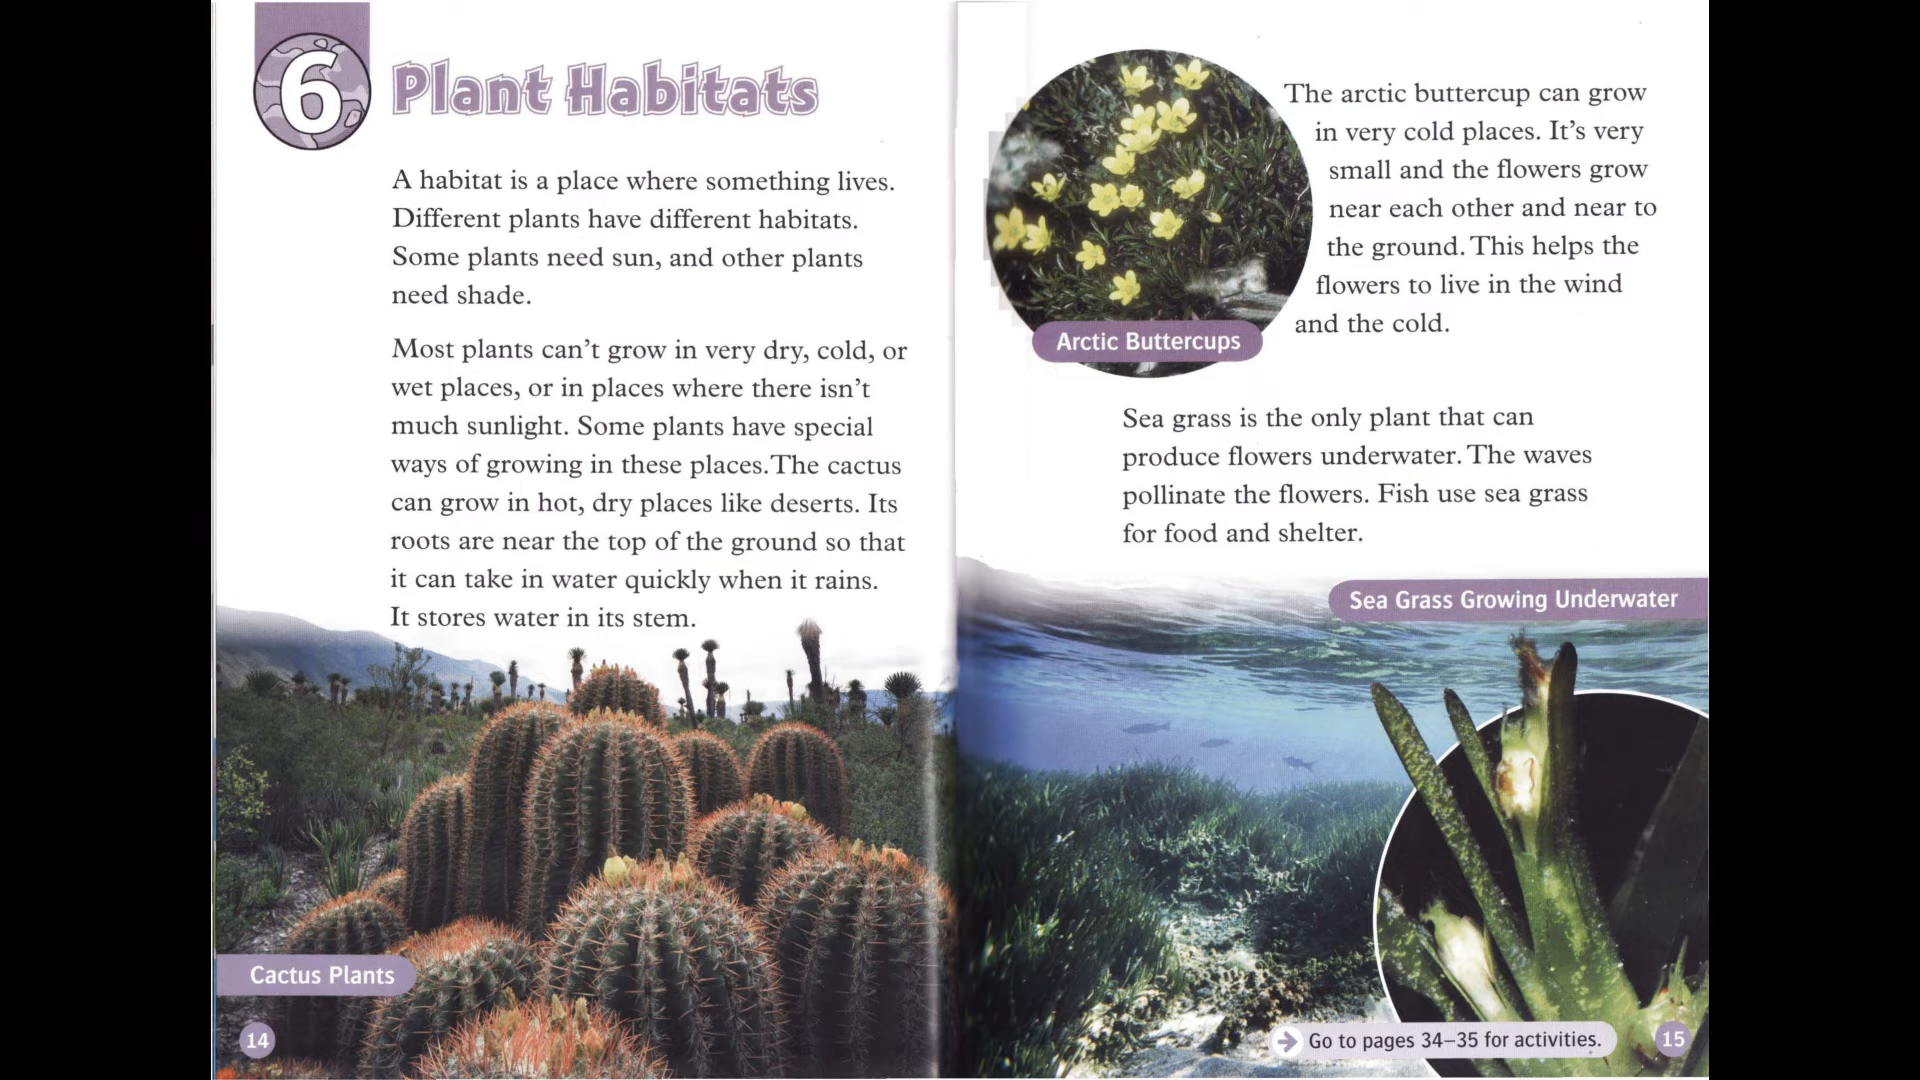 6 Plant Habitats
A habitat is a place where something lives.
Different plants have different habitats.
Some plants need sun, and other plants
need shade.
Most plants can't grow in very dry, cold, or
wet places, or in places where there isn't
much sunlight. Some plants have special
ways of growing in these places. The cactus
can grow in hot, dry places like deserts. Its
roots are near the top of the ground so that
it can take in water quickly when it rains.
It stores water in its stem.
Cactus Plants
14
The arctic buttercup can grow
in very cold places. It's very
small and the flowers grow
near each other and near to
the ground. This helps the
flowers to live in the wind
and the cold.
Arctic Buttercups
Sea grass is the only plant that can
produce flowers underwater. The waves
pollinate the flowers. Fish use sea grass
for food and shelter.
Sea Grass Growing Underwater
Go to pages 34–35 for activities.
15